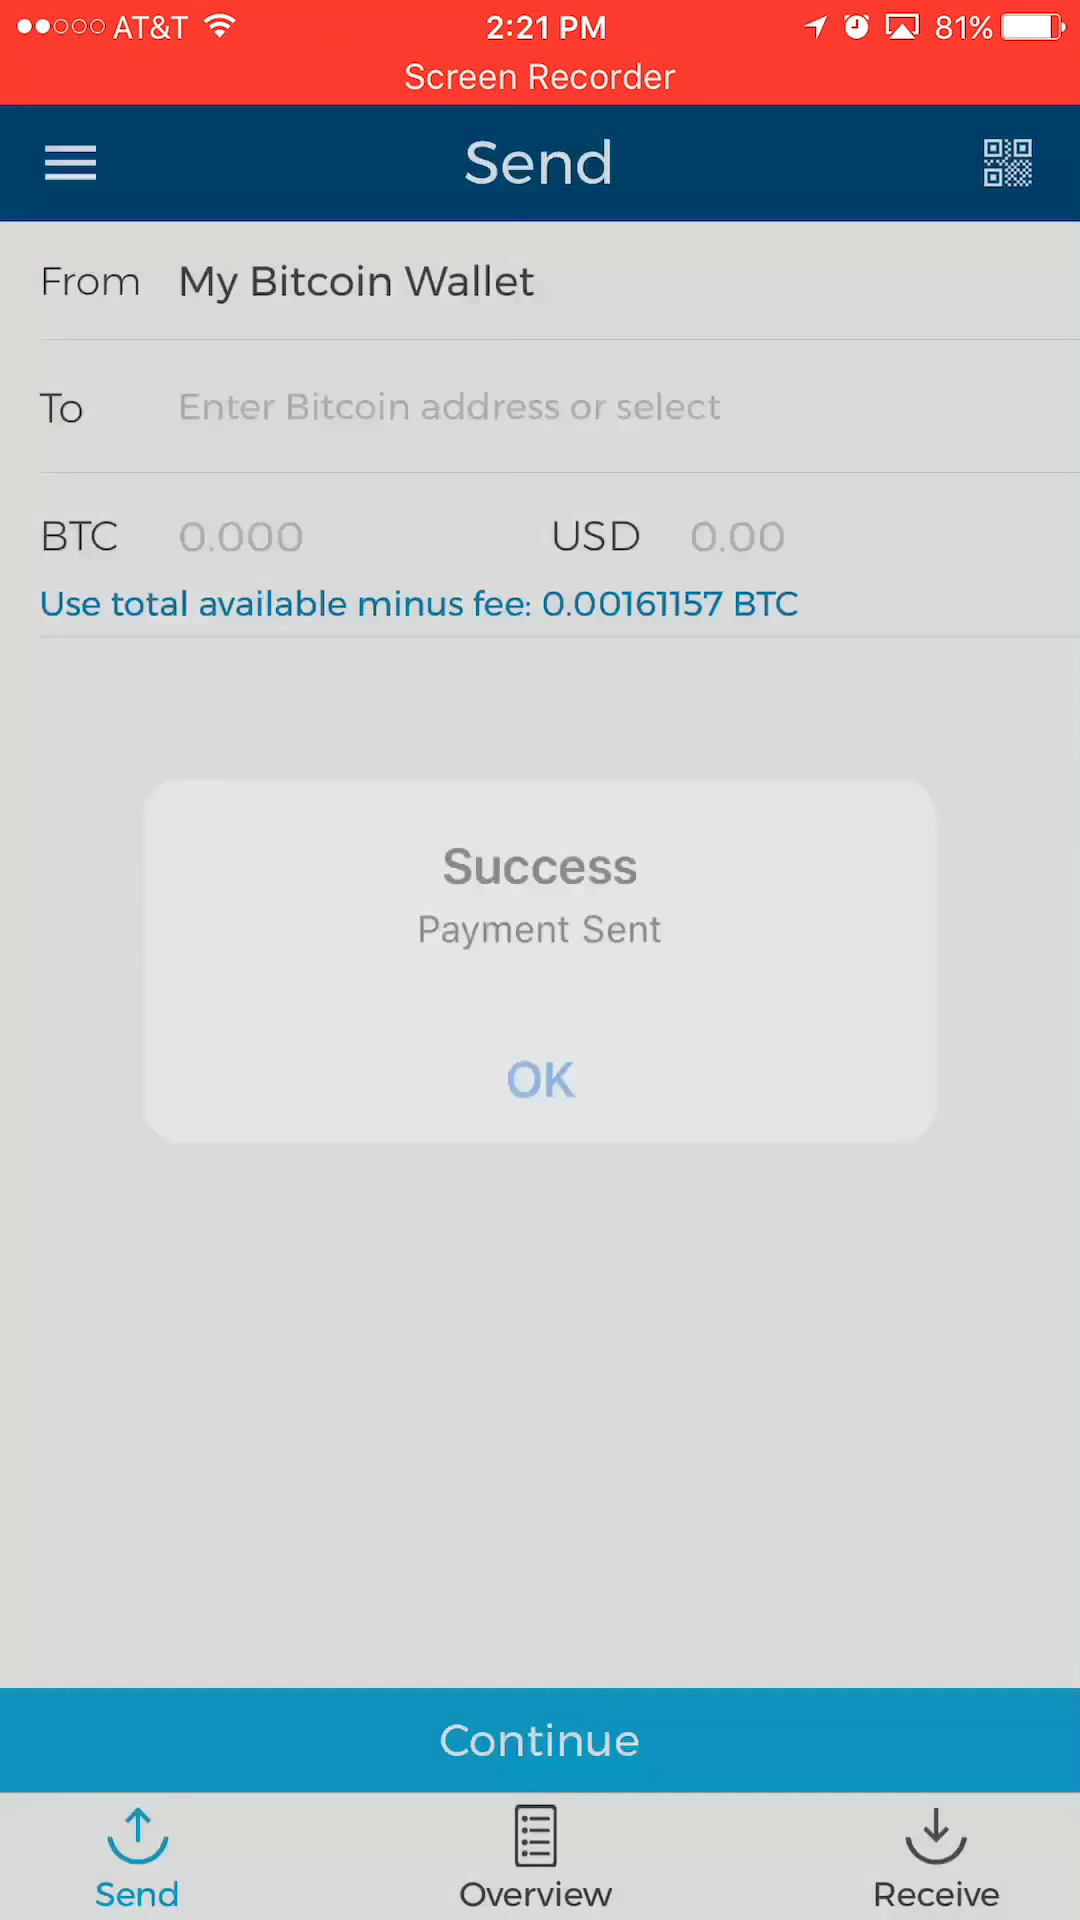 AT&T 2:21 PM 81%
Screen Recorder
Send
From My Bitcoin Wallet
To Enter Bitcoin address or select
BTC 0.000 USD 0.00
Use total available minus fee: 0.00161157 BTC
Success
Payment Sent
OK
Continue
Send Overview Receive